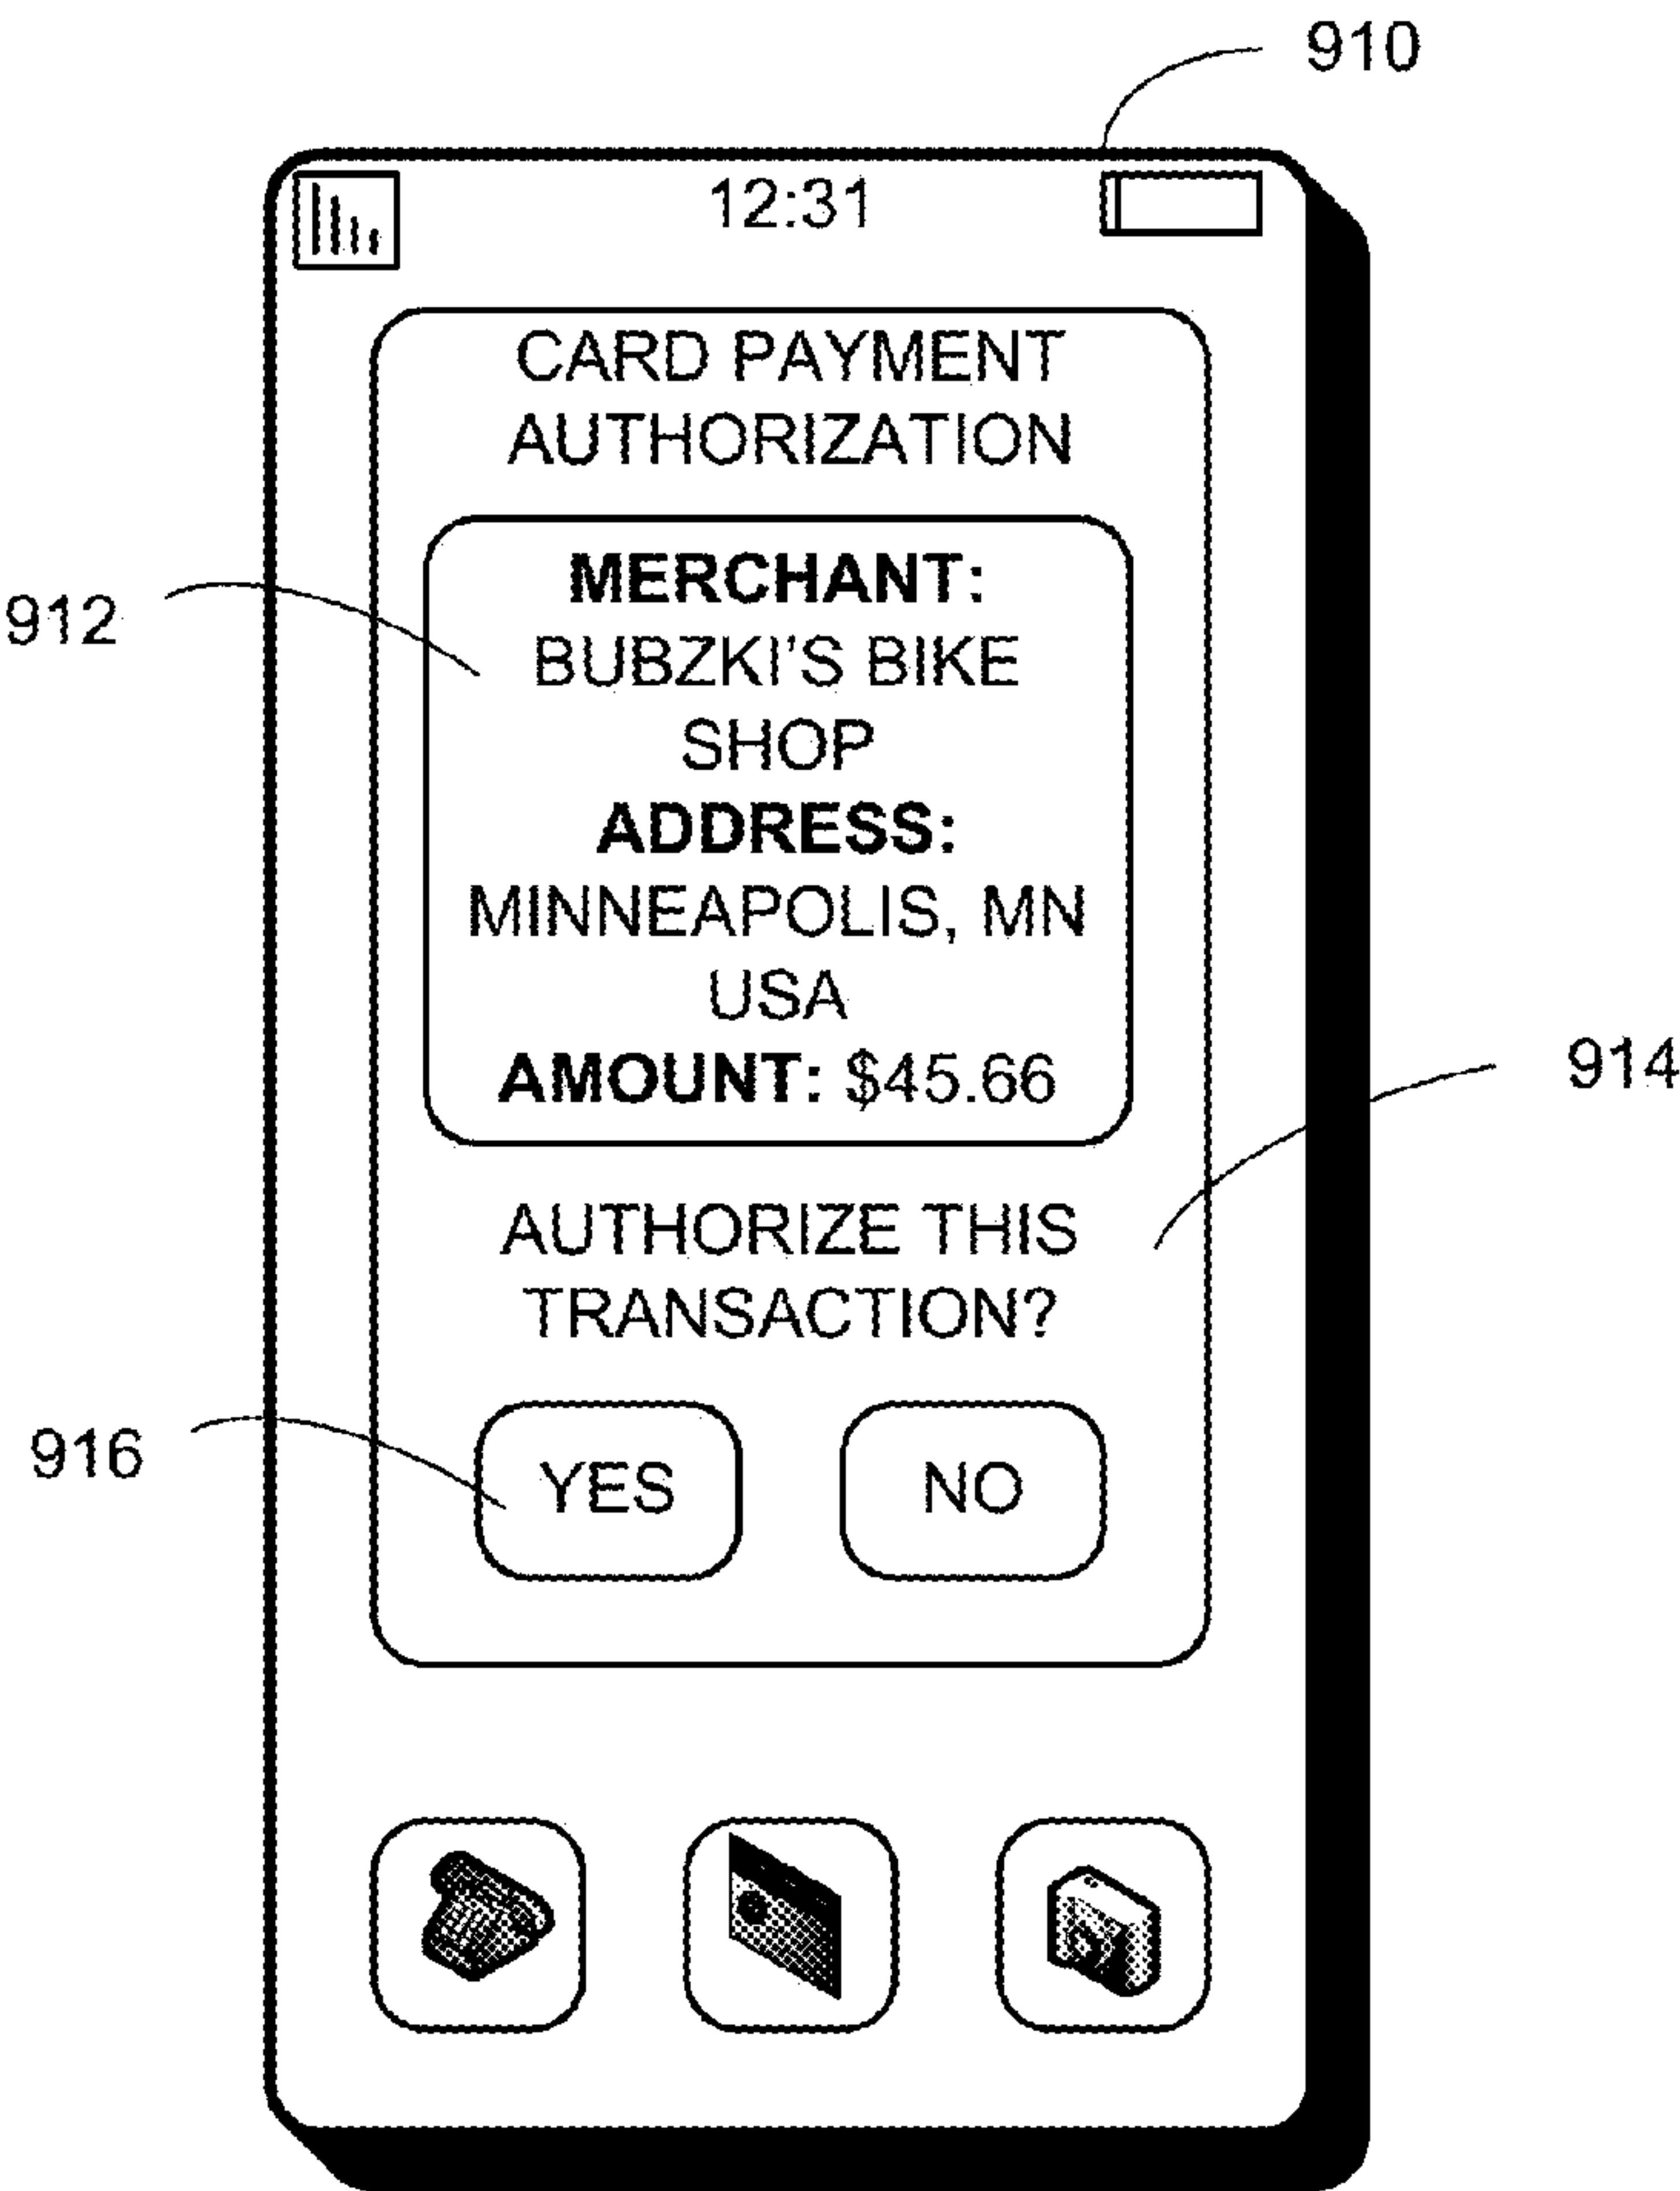 910
12:31
CARD PAYMENT
AUTHORIZATION
MERCHANT:
912
BUBZKI'S BIKE
SHOP
ADDRESS:
MINNEAPOLIS, MN
USA
AMOUNT: $45.66
914
AUTHORIZE THIS
TRANSACTION?
916
YES
NO